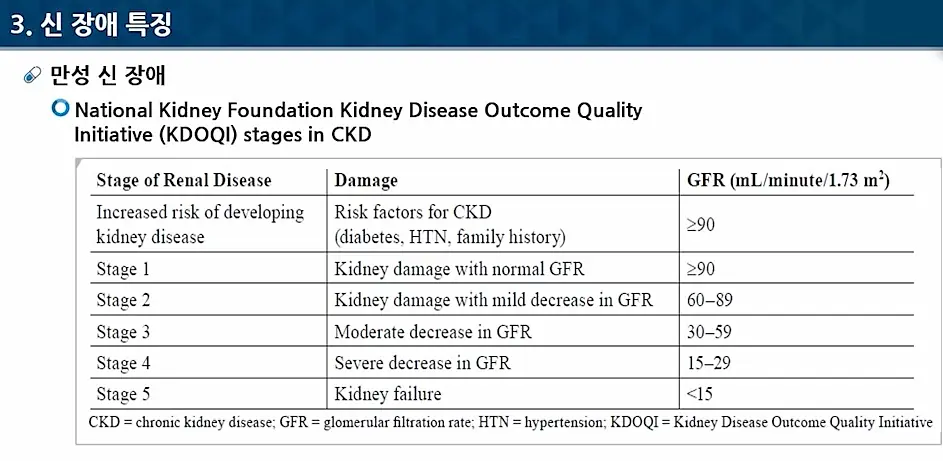 3. 신 장애 특징
만성 신 장애
National Kidney Foundation Kidney Disease Outcome Quality
Initiative (KDOQI) stages in CKD
Stage of Renal Disease Damage GFR (mL/minute/1.73 m²)
Increased risk of developing Risk factors for CKD
kidney disease (diabetes, HTN, family history) ≥90
Stage 1 Kidney damage with normal GFR ≥90
Stage 2 Kidney damage with mild decrease in GFR 60–89
Stage 3 Moderate decrease in GFR 30–59
Stage 4 Severe decrease in GFR 15–29
Stage 5 Kidney failure <15
CKD = chronic kidney disease; GFR = glomerular filtration rate; HTN = hypertension; KDOQI = Kidney Disease Outcome Quality Initiative